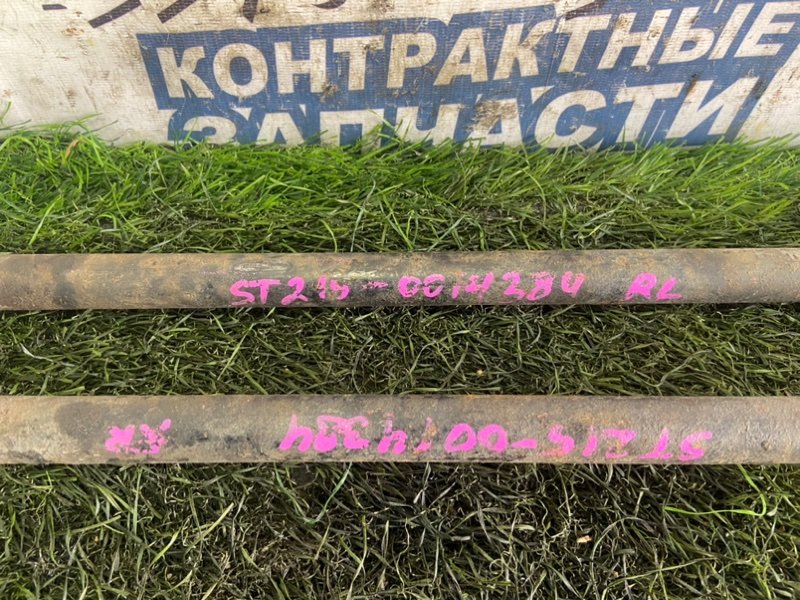 КОНТРАКТНЫЕ
ЗАПЧАСТИ
ST215-0014284 RL
ST215-0014284 RR